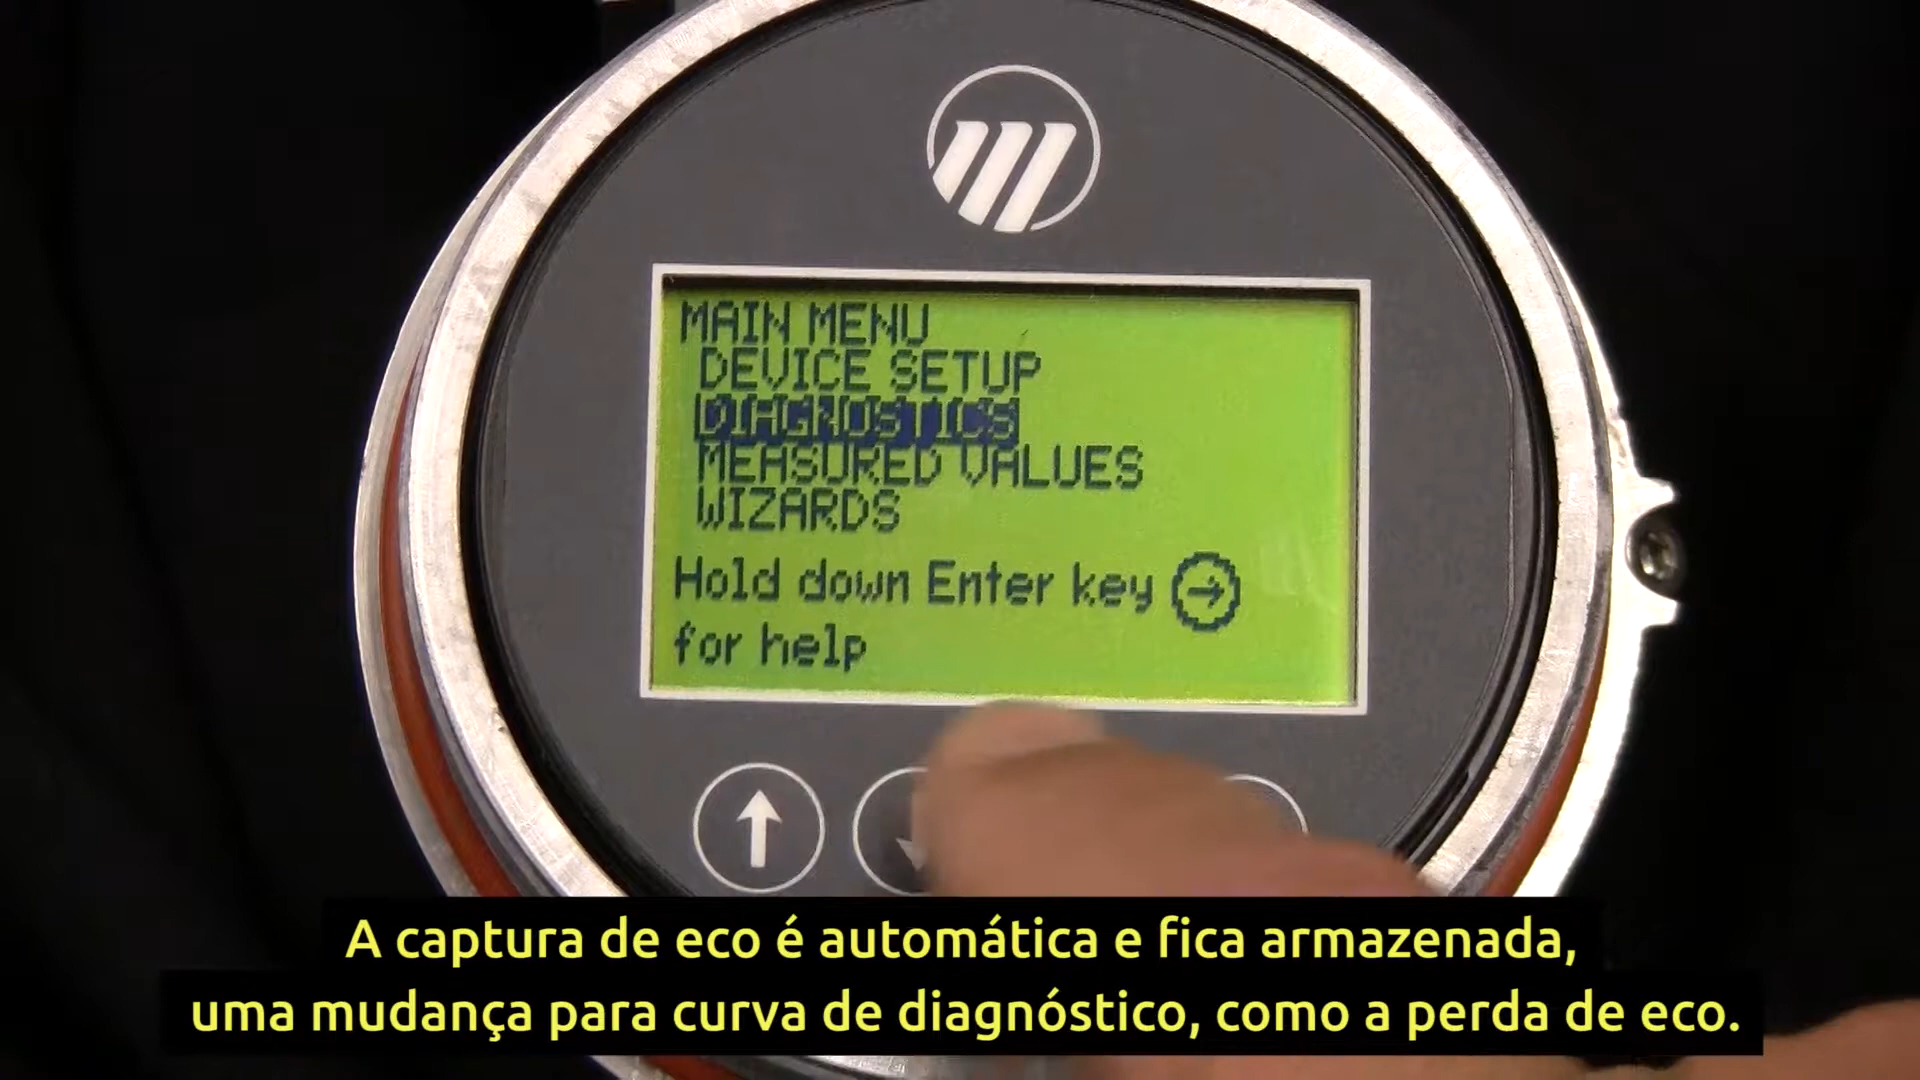 MAIN MENU
DEVICE SETUP
DIAGNOSTICS
MEASURED VALUES
WIZARDS
Hold down Enter key
for help
A captura de eco é automática e fica armazenada,
uma mudança para curva de diagnóstico, como a perda de eco.